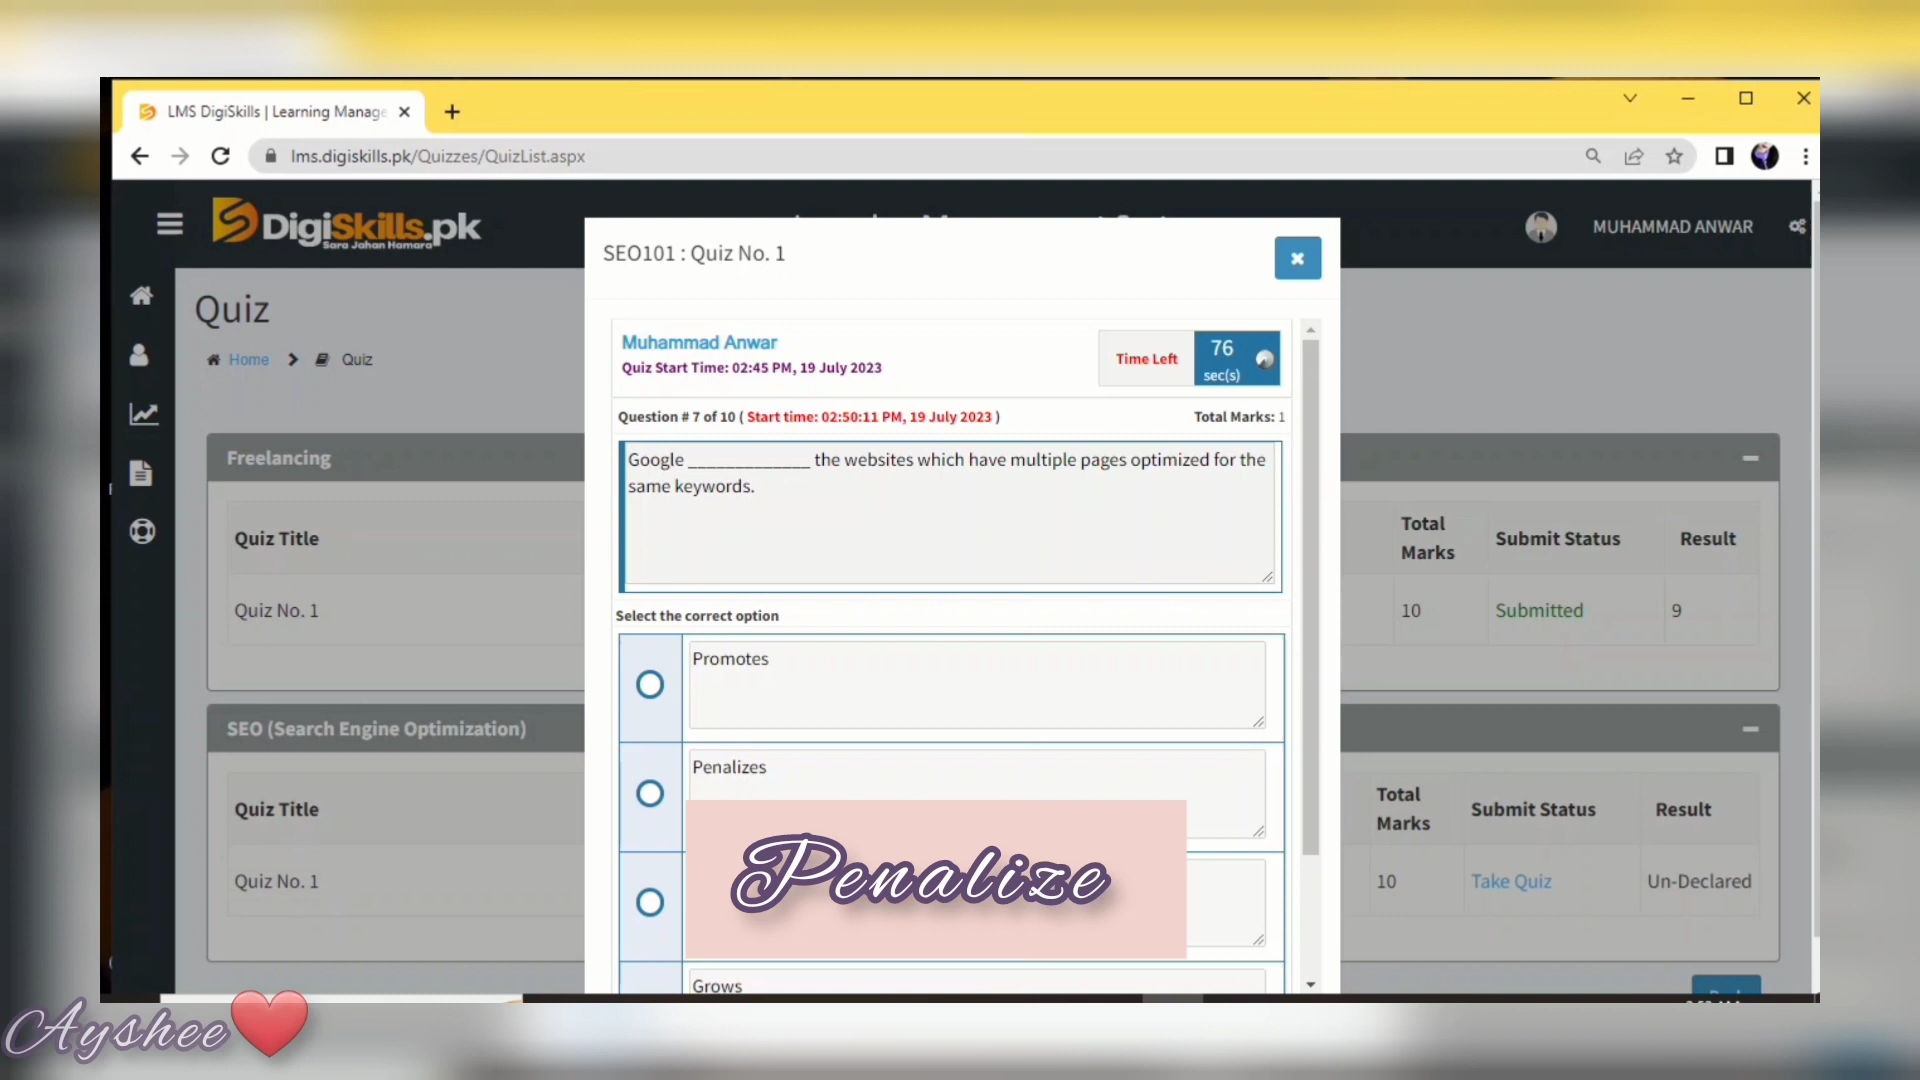 LMS DigiSkills | Learning Manage
lms.digiskills.pk/Quizzes/QuizList.aspx
DigiSkills.pk
Sara Jahan Hamara
MUHAMMAD ANWAR
SEO101 : Quiz No. 1
Quiz
Home > Quiz
Muhammad Anwar
Quiz Start Time: 02:45 PM, 19 July 2023
Time Left
76
sec(s)
Question # 7 of 10 ( Start time: 02:50:11 PM, 19 July 2023 )
Total Marks: 1
Google _____________ the websites which have multiple pages optimized for the
same keywords.
Select the correct option
Promotes
Penalizes
Penalize
Grows
Freelancing
Quiz Title
Total
Marks
Submit Status
Result
Quiz No. 1
10
Submitted
9
SEO (Search Engine Optimization)
Quiz Title
Total
Marks
Submit Status
Result
Quiz No. 1
10
Take Quiz
Un-Declared
Ayshee